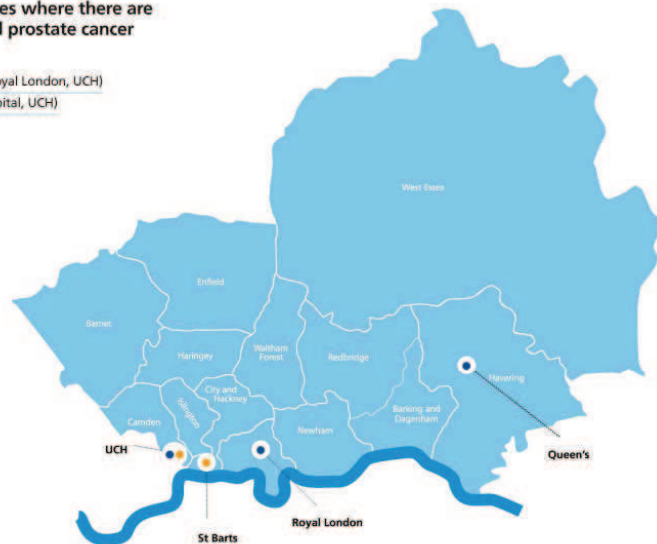 es where there are
l prostate cancer
oyal London, UCH)
pital, UCH)
West Essex
Enfield
Barnet
Haringey
Waltham
Forest
Redbridge
Havering
Islington
City and
Hackney
Camden
Newham
Barking and
Dagenham
UCH
Queen's
Royal London
St Barts